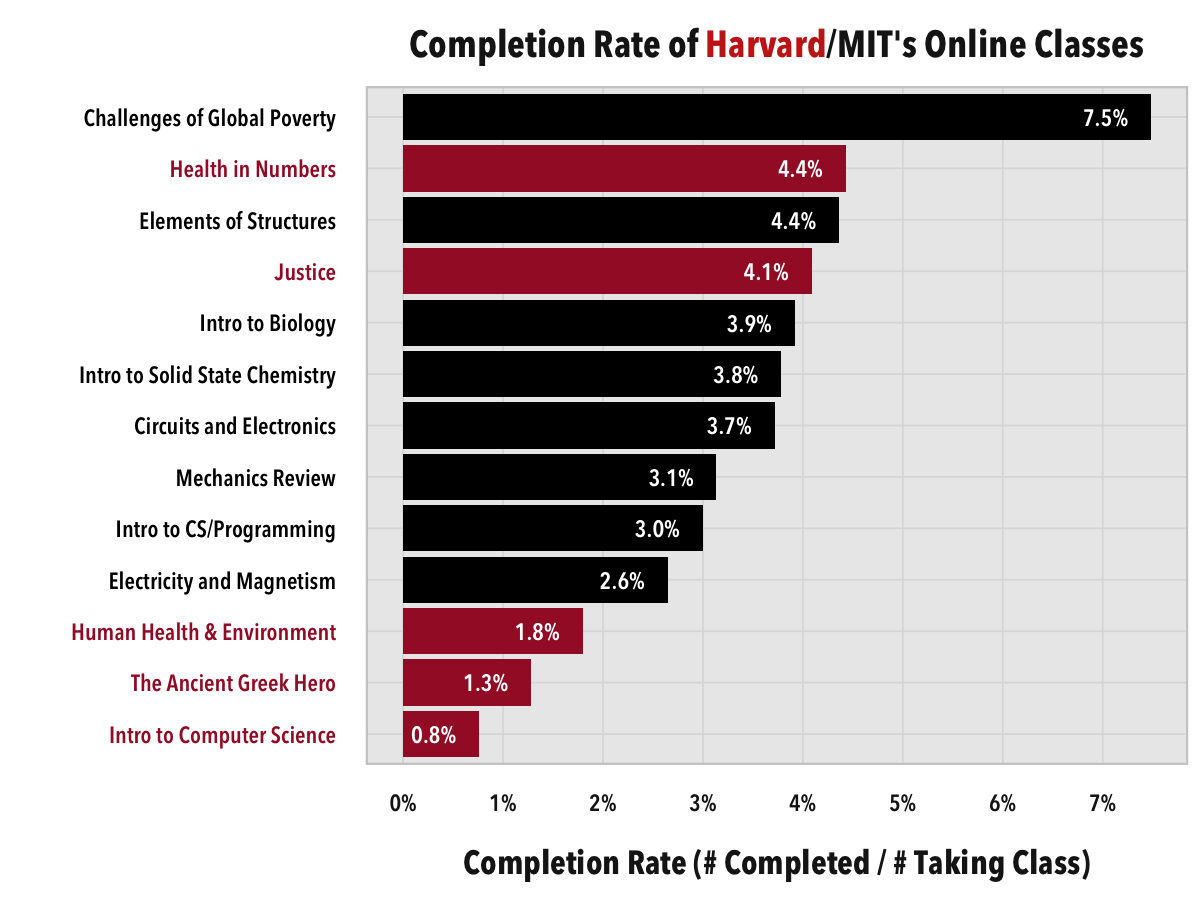 Completion Rate of Harvard/MIT's Online Classes
Challenges of Global Poverty 7.5%
Health in Numbers 4.4%
Elements of Structures 4.4%
Justice 4.1%
Intro to Biology 3.9%
Intro to Solid State Chemistry 3.8%
Circuits and Electronics 3.7%
Mechanics Review 3.1%
Intro to CS/Programming 3.0%
Electricity and Magnetism 2.6%
Human Health & Environment 1.8%
The Ancient Greek Hero 1.3%
Intro to Computer Science 0.8%
0% 1% 2% 3% 4% 5% 6% 7%
Completion Rate (# Completed / # Taking Class)